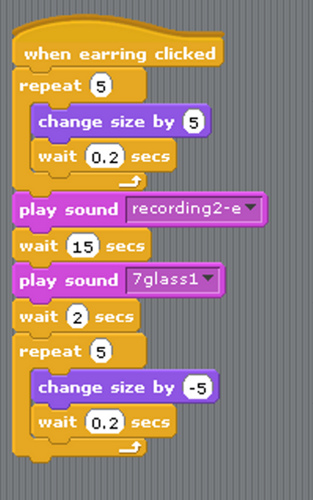 when earring clicked
repeat 5
change size by 5
wait 0.2 secs
play sound recording2-e
wait 15 secs
play sound 7glass1
wait 2 secs
repeat 5
change size by -5
wait 0.2 secs